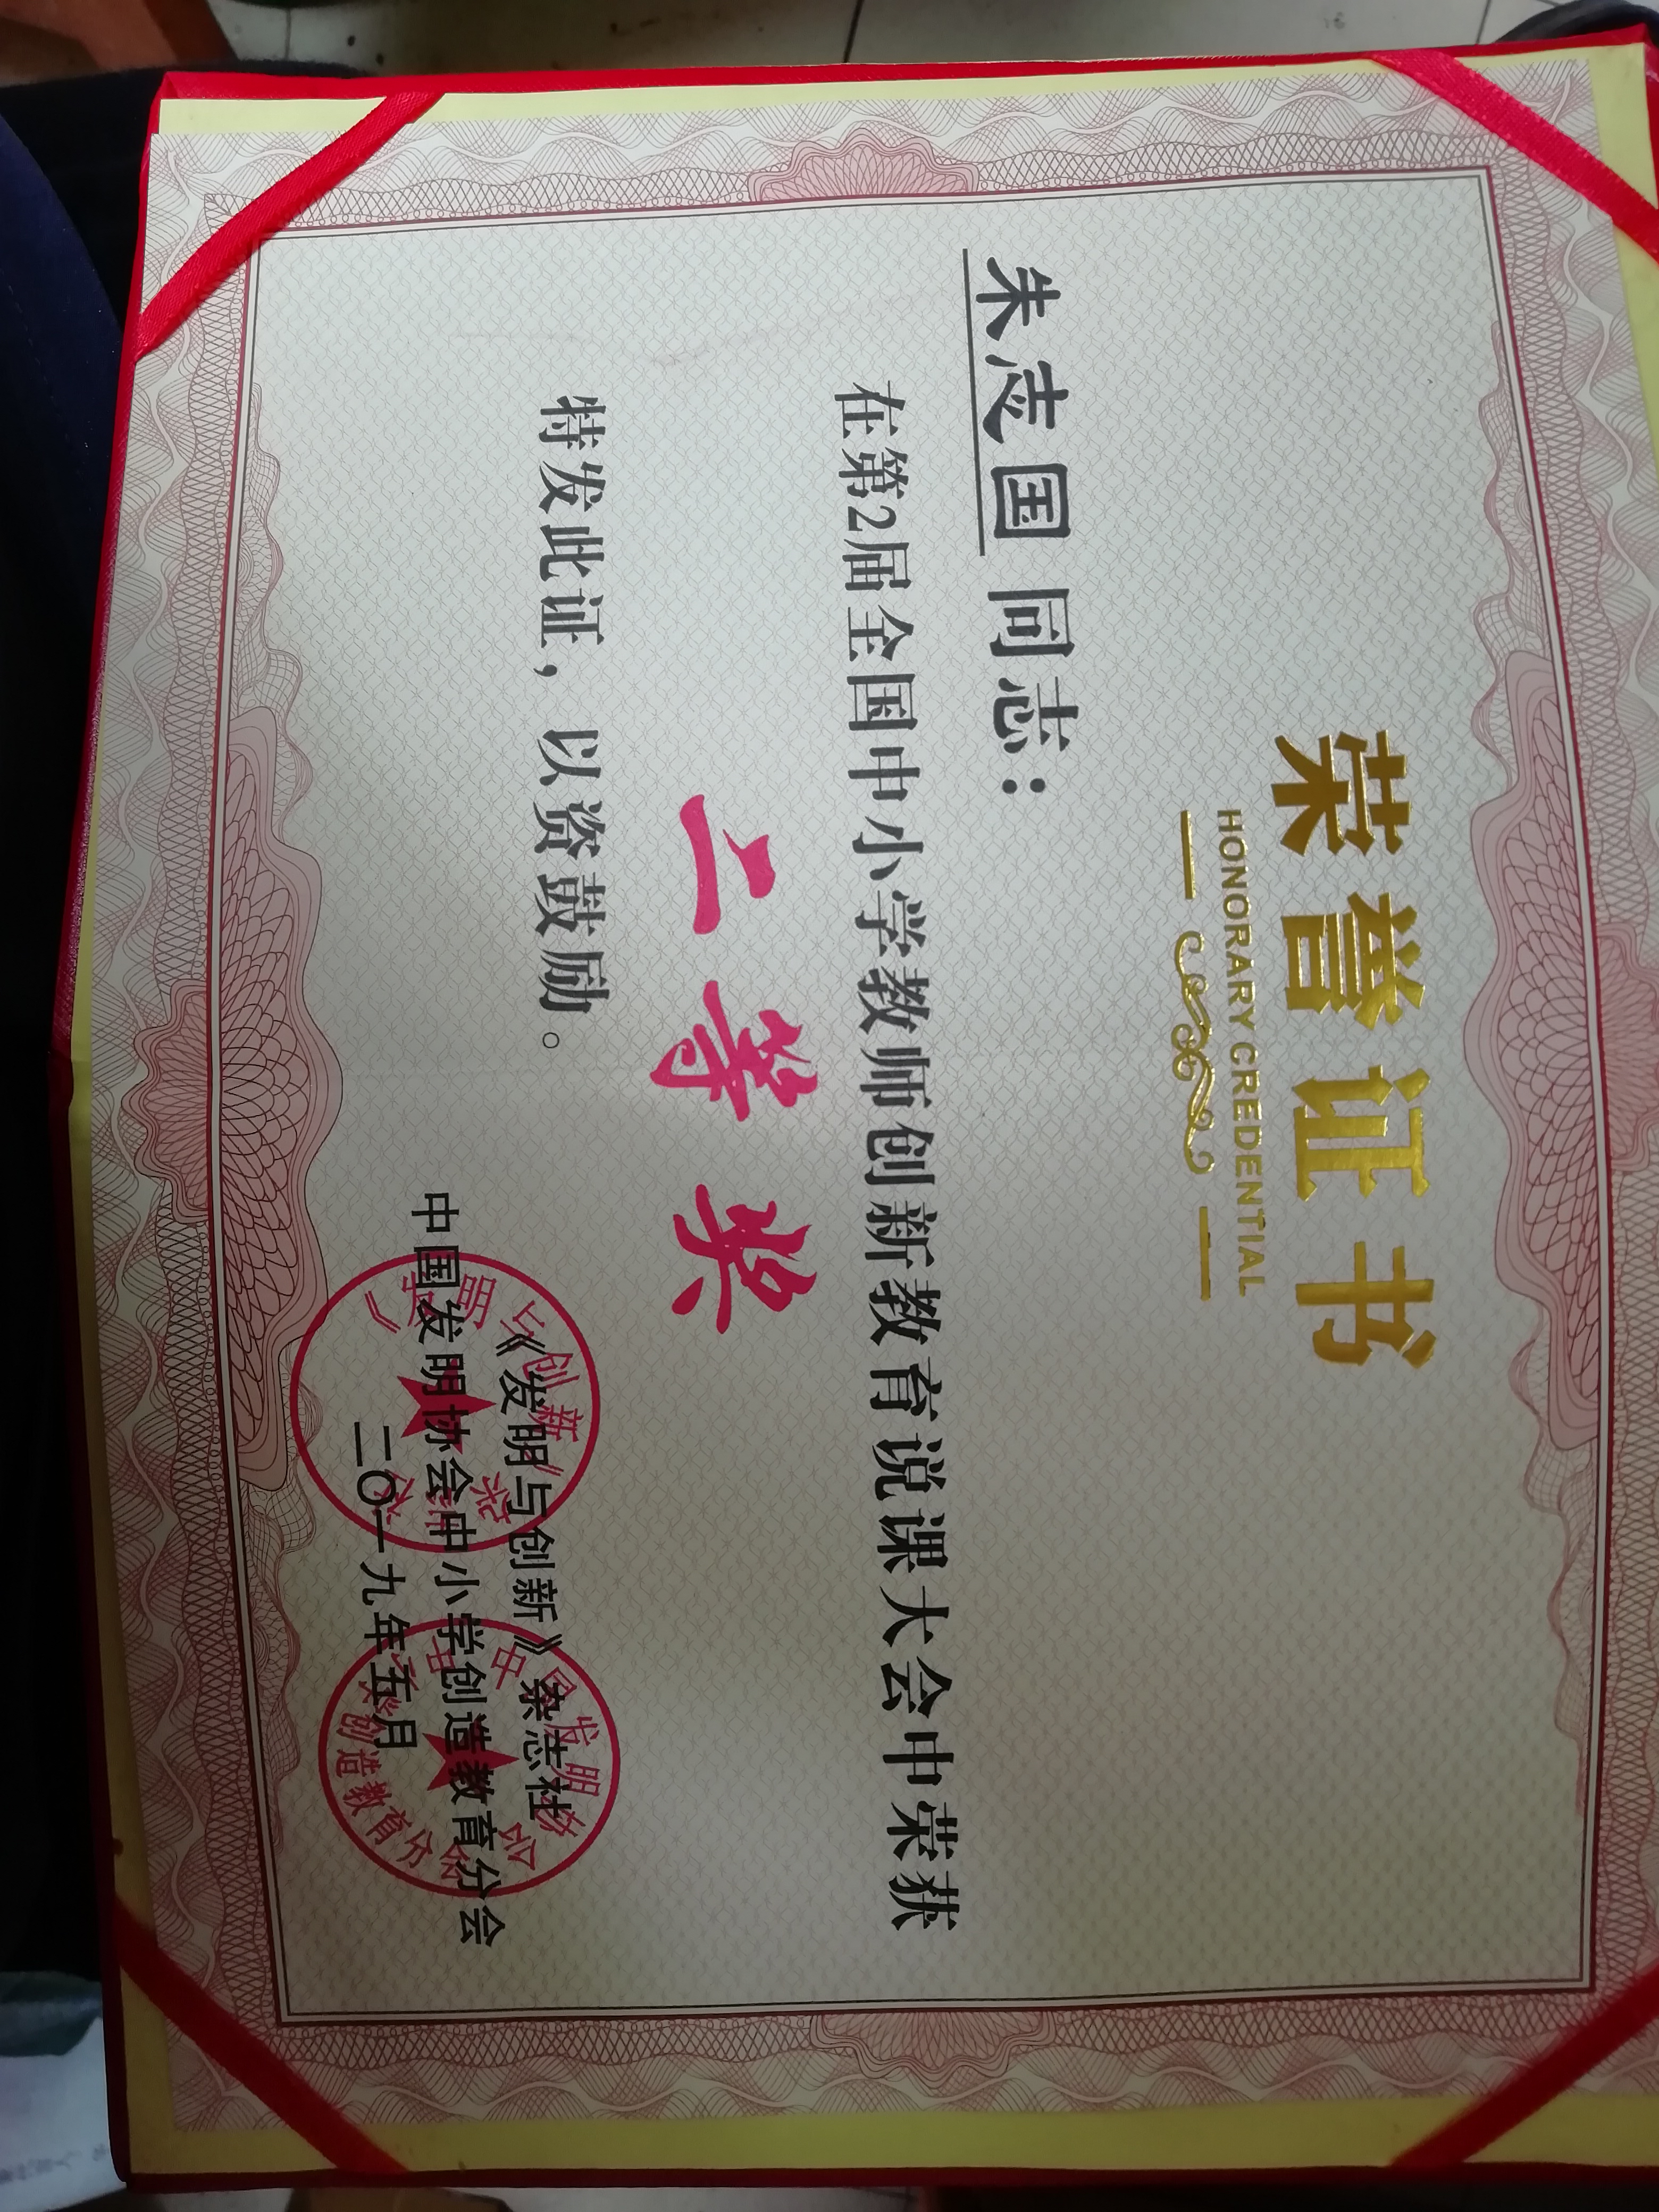 荣誉证书
HONORARY CREDENTIAL
朱志国 同志：
在第2届全国中小学教师创新教育说课大会中荣获
二等奖
特发此证，以资鼓励。
《发明与创新》杂志社
中国发明协会中小学创造教育分会
二〇一九年五月